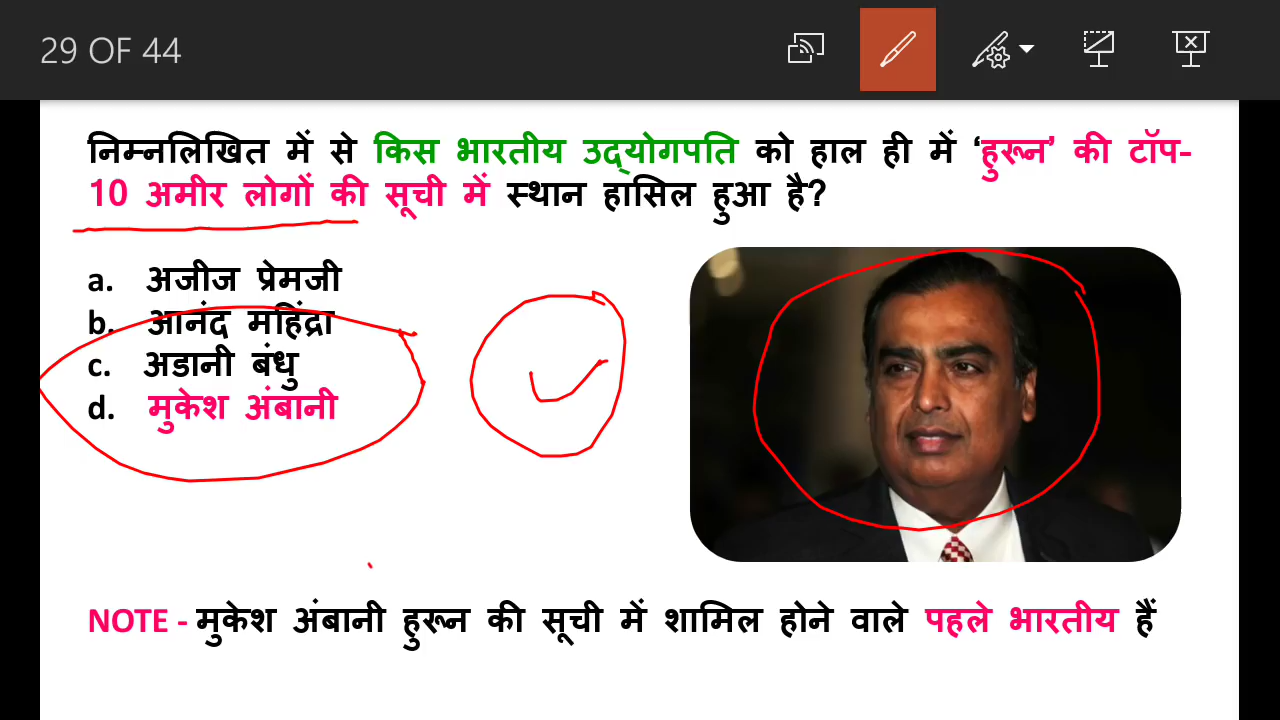 29 OF 44
निम्नलिखित में से किस भारतीय उद्योगपति को हाल ही में ‘हुरून’ की टॉप-
10 अमीर लोगों की सूची में स्थान हासिल हुआ है?
a. अजीज प्रेमजी
b. आनंद महिंद्रा
c. अडानी बंधु
d. मुकेश अंबानी
NOTE - मुकेश अंबानी हुरून की सूची में शामिल होने वाले पहले भारतीय हैं